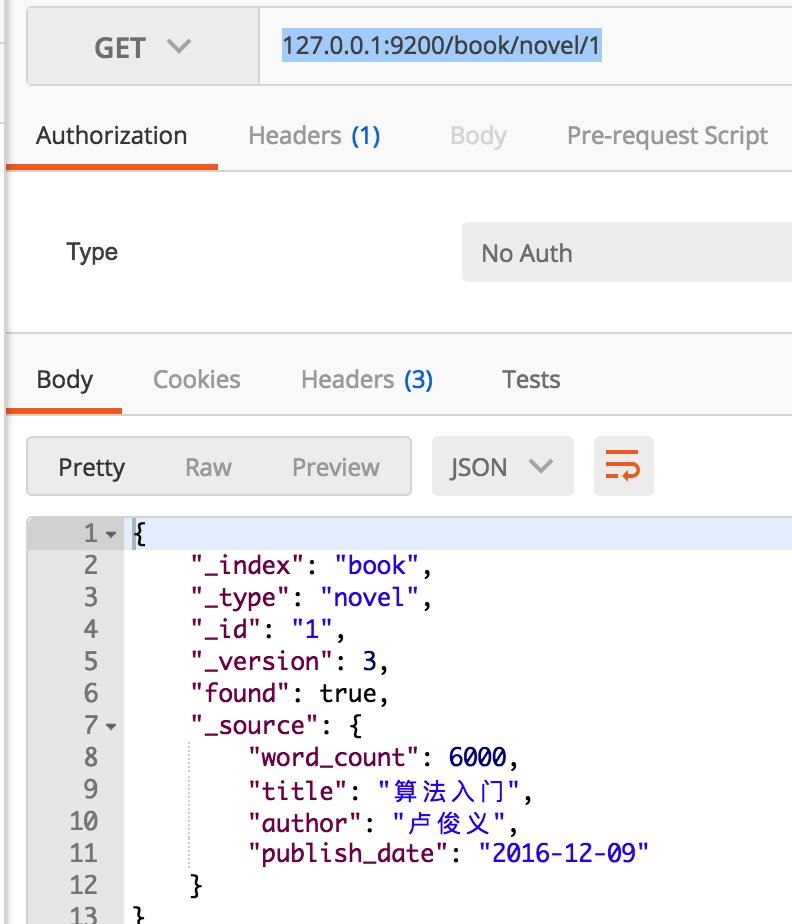 GET 127.0.0.1:9200/book/novel/1
Authorization Headers (1) Body Pre-request Script
Type No Auth
Body Cookies Headers (3) Tests
Pretty Raw Preview JSON
1 {
2 "_index": "book",
3 "_type": "novel",
4 "_id": "1",
5 "_version": 3,
6 "found": true,
7 "_source": {
8 "word_count": 6000,
9 "title": "算法入门",
10 "author": "卢俊义",
11 "publish_date": "2016-12-09"
12 }
13 }